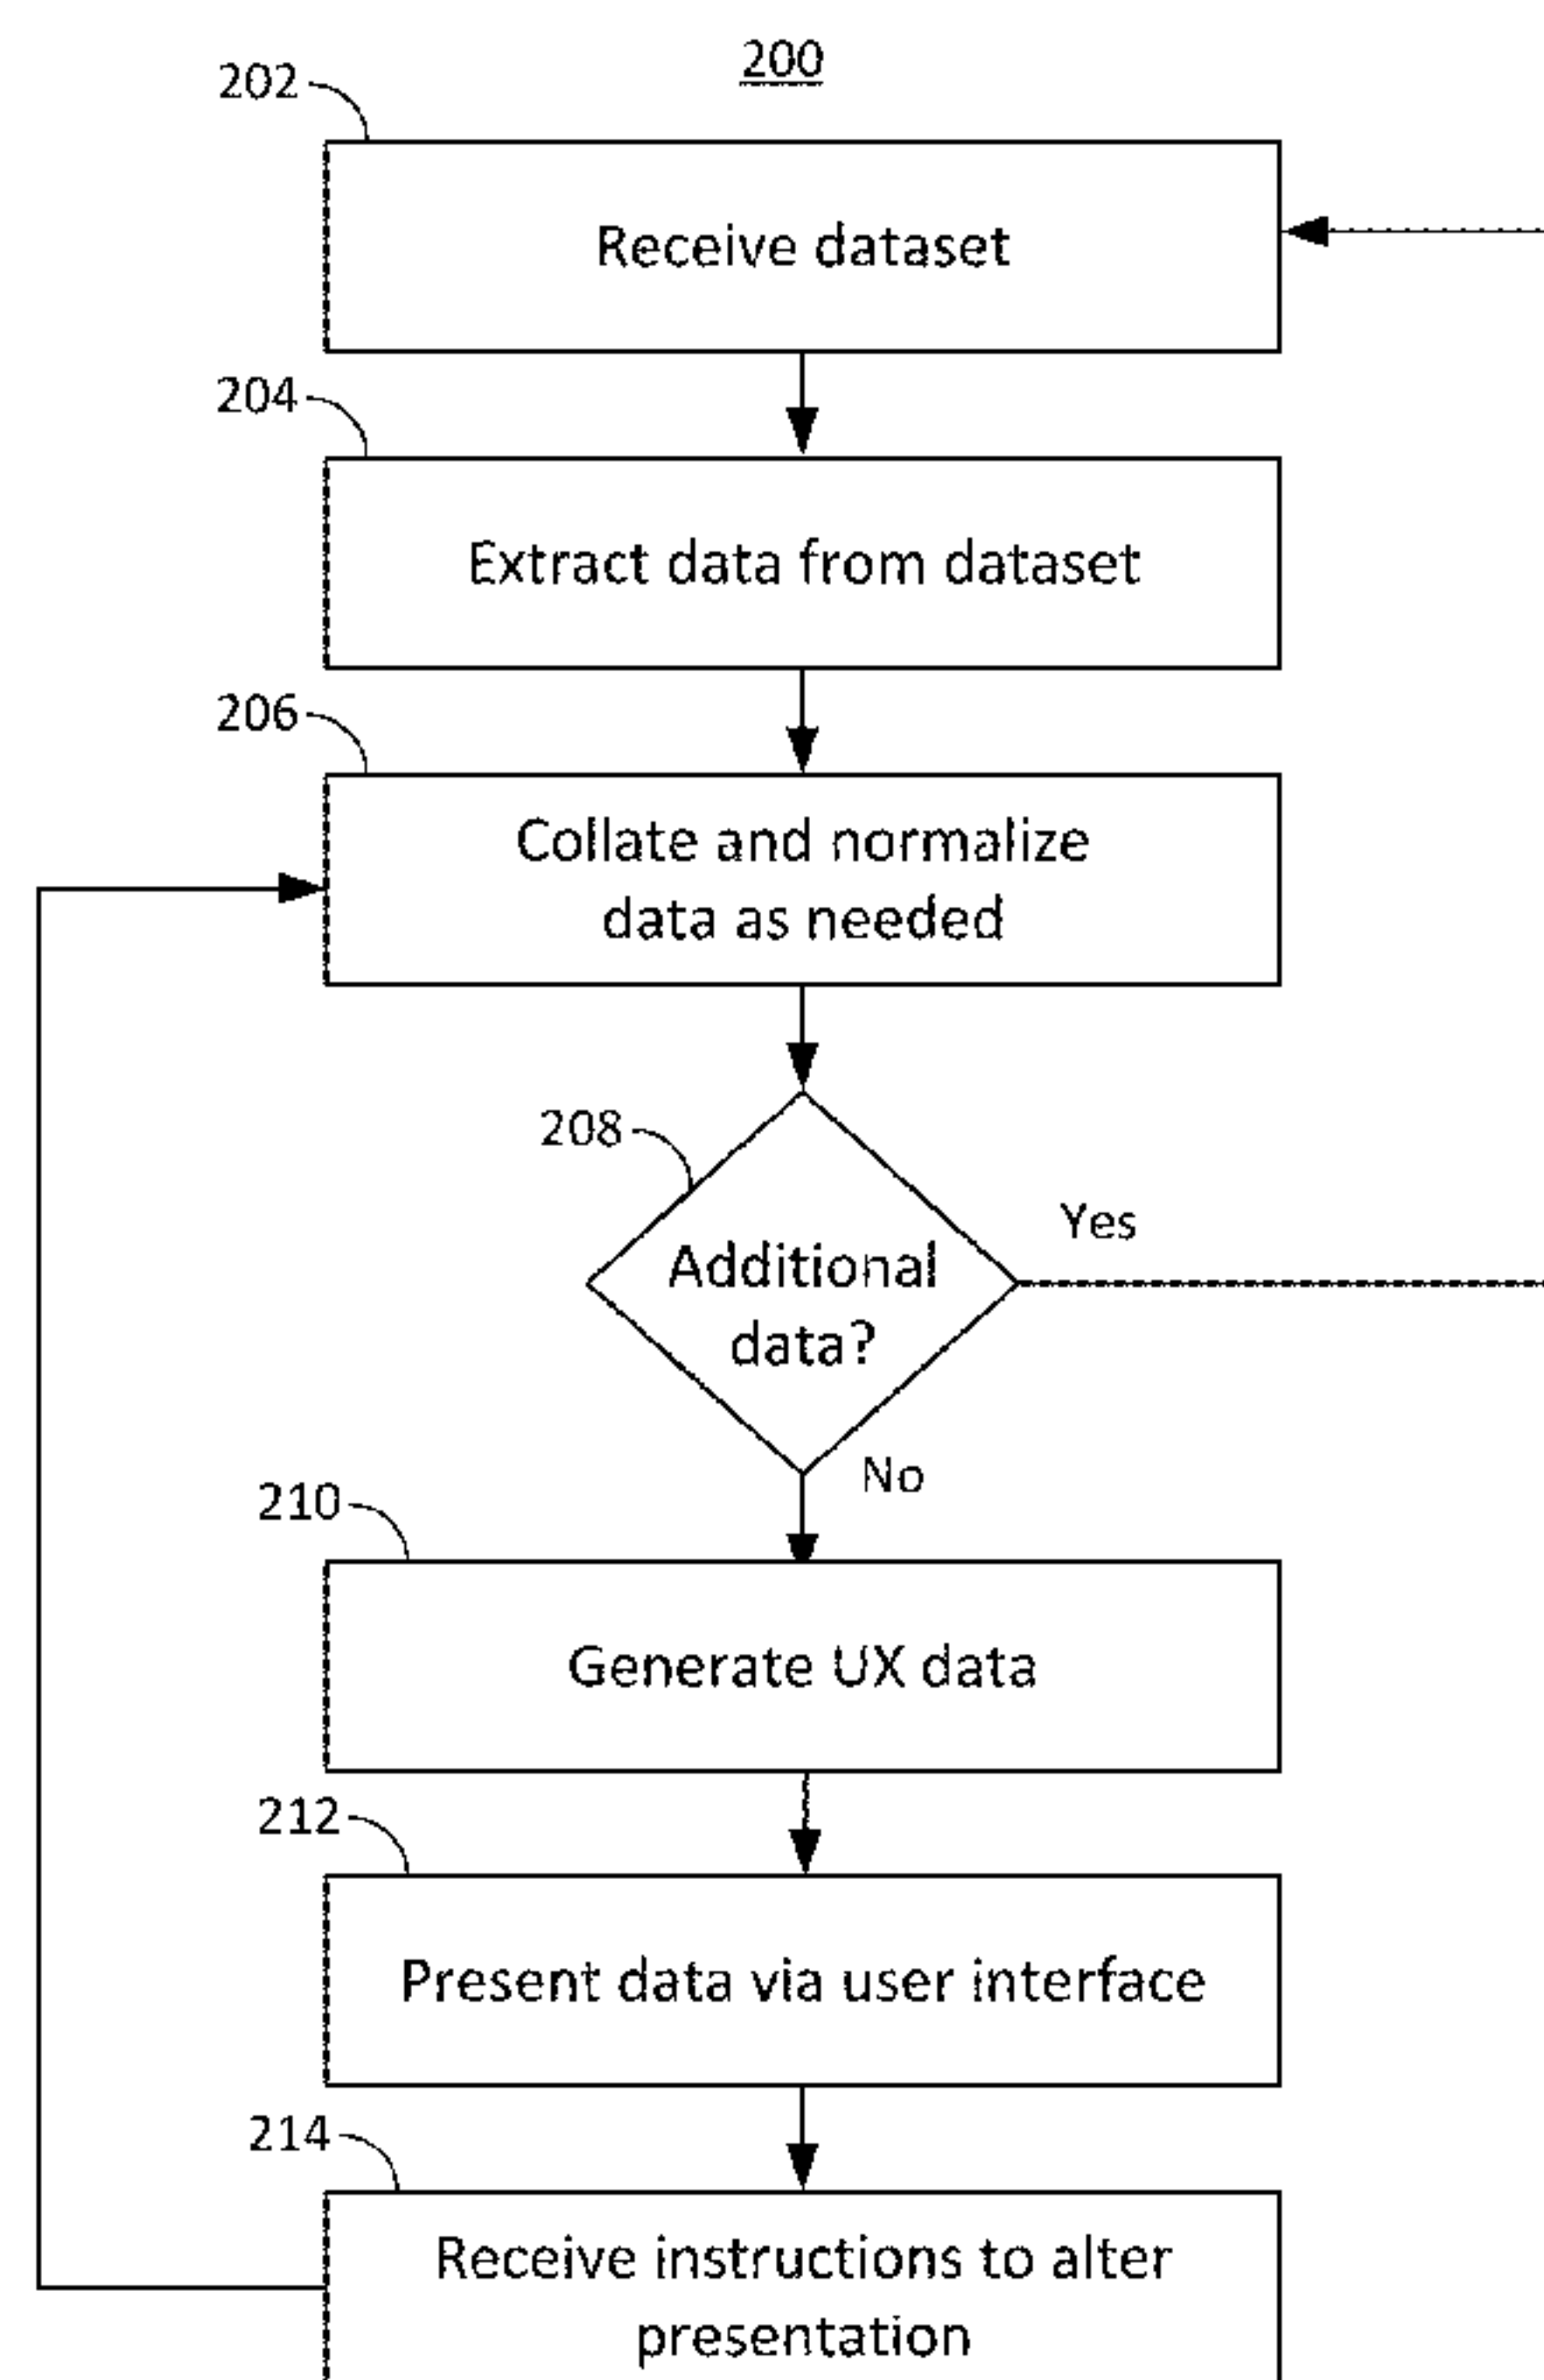 200
202
Receive dataset
204
Extract data from dataset
206
Collate and normalize
data as needed
208
Additional
data?
Yes
No
210
Generate UX data
212
Present data via user interface
214
Receive instructions to alter
presentation